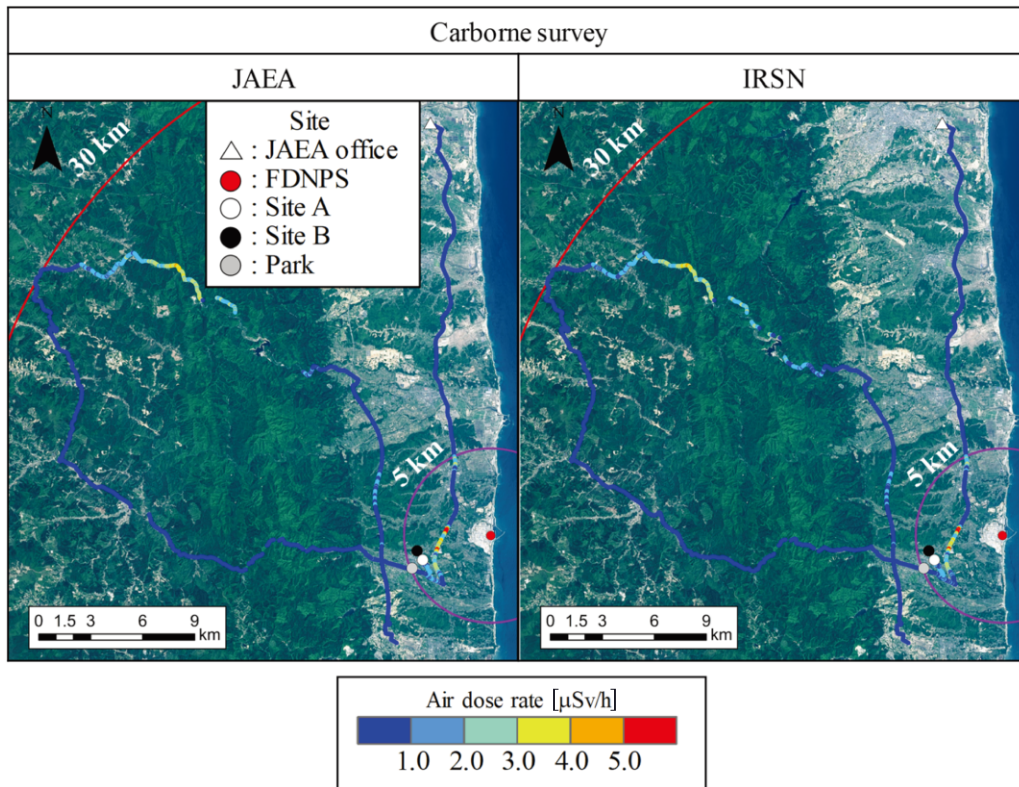 Carborne survey
JAEA
IRSN
N
30 km
Site
: JAEA office
: FDNPS
: Site A
: Site B
: Park
5 km
0 1.5 3 6 9
km
N
30 km
5 km
0 1.5 3 6 9
km
Air dose rate [μSv/h]
1.0 2.0 3.0 4.0 5.0